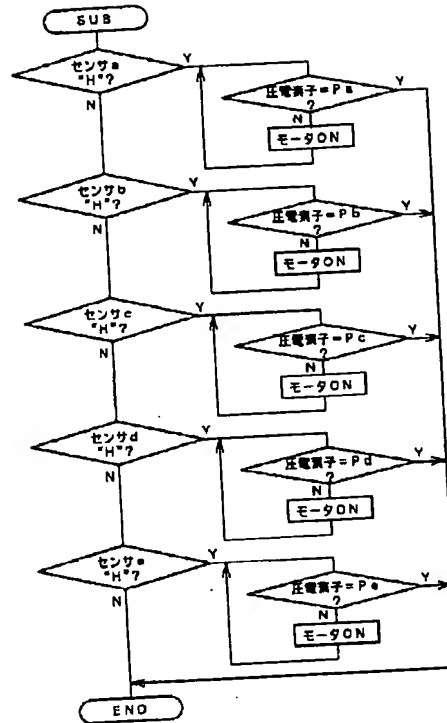 SUB
センサa
"H"?
Y
N
圧電素子=Pa
?
Y
N
モータON
センサb
"H"?
Y
N
圧電素子=Pb
?
Y
N
モータON
センサc
"H"?
Y
N
圧電素子=Pc
?
Y
N
モータON
センサd
"H"?
Y
N
圧電素子=Pd
?
Y
N
モータON
センサe
"H"?
Y
N
圧電素子=Pe
?
Y
N
モータON
END